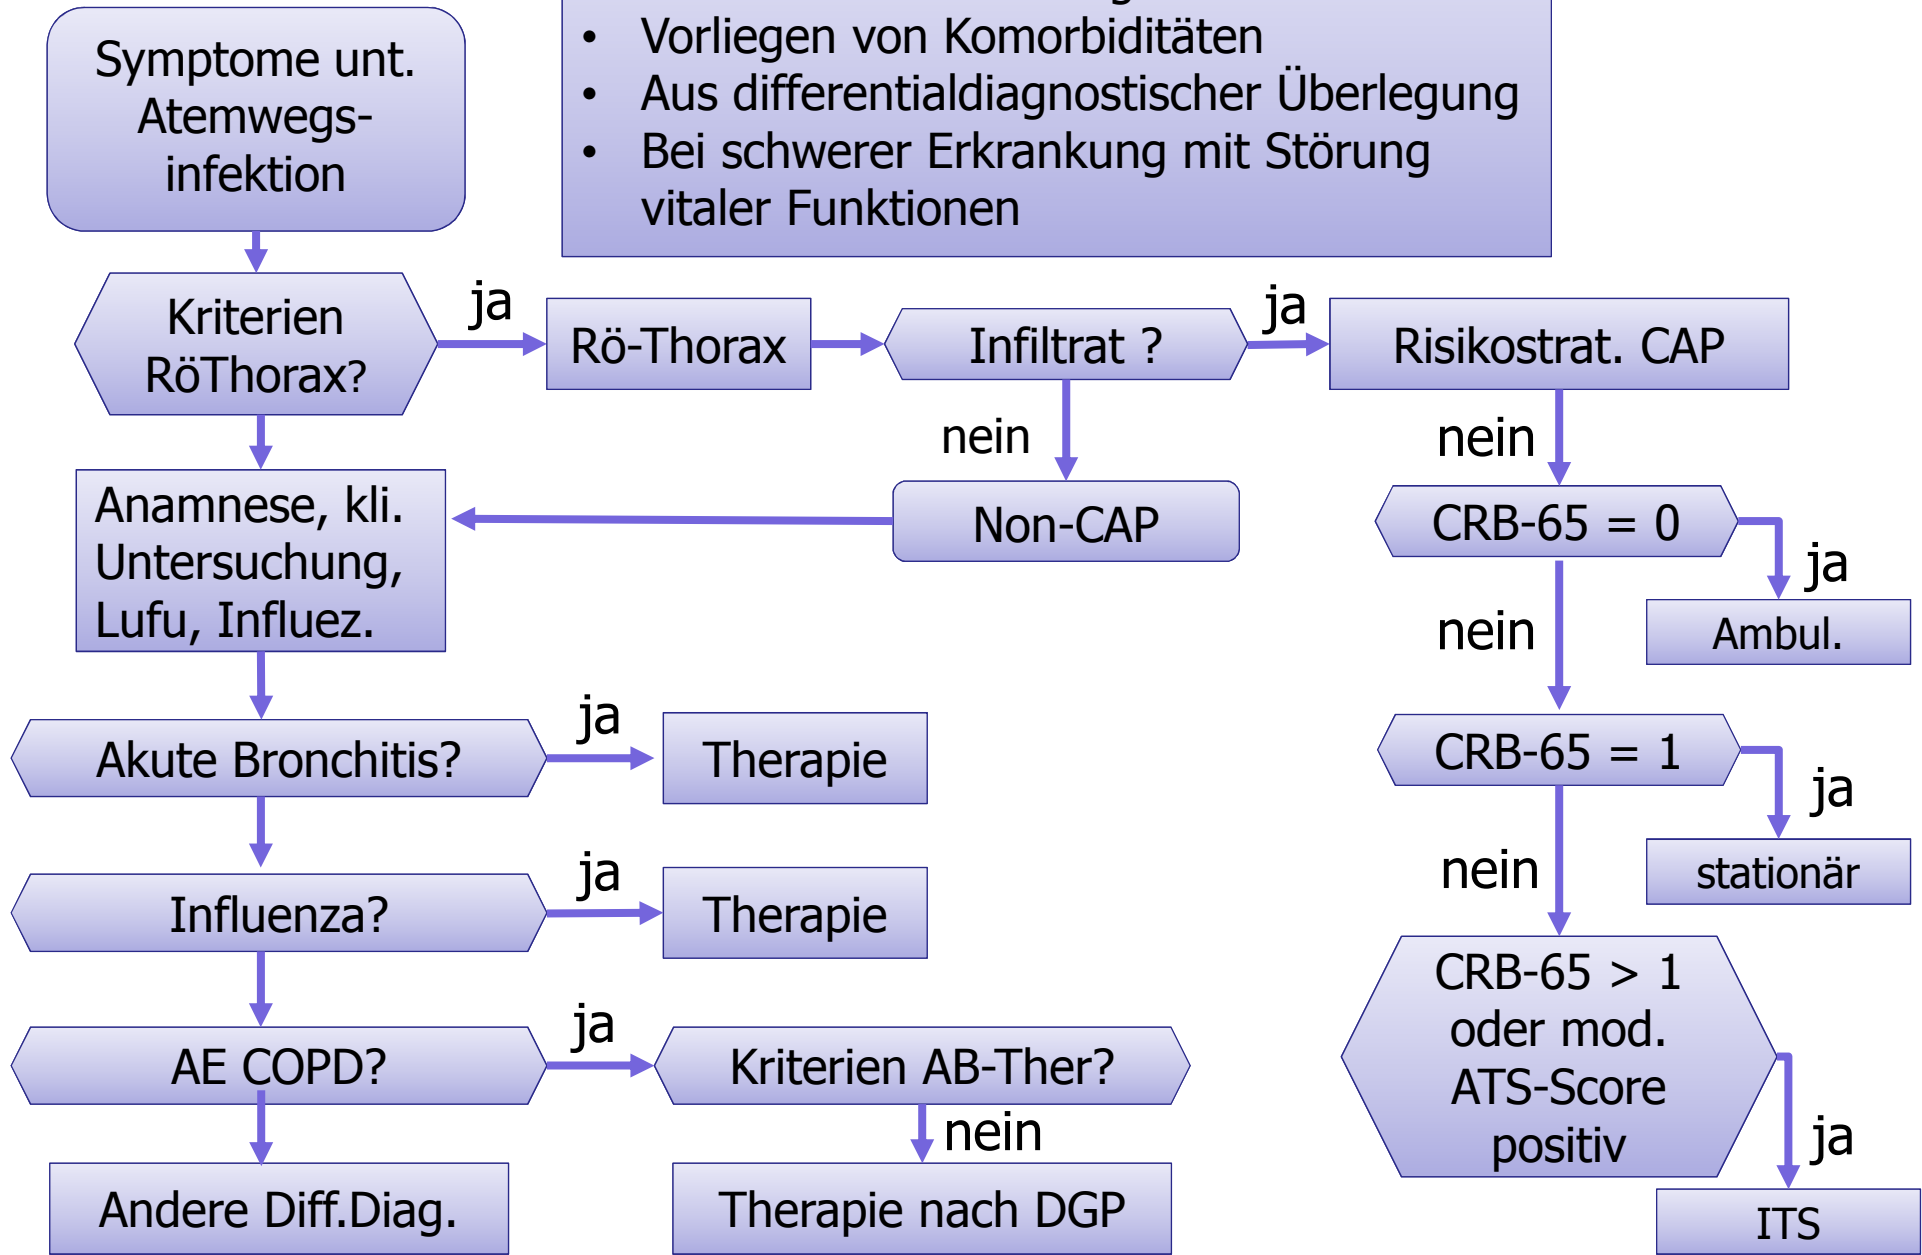 Symptome unt.
Atemwegs-
infektion
• Vorliegen von Komorbiditäten
• Aus differentialdiagnostischer Überlegung
• Bei schwerer Erkrankung mit Störung
vitaler Funktionen
Kriterien
RöThorax?
ja
Rö-Thorax
Infiltrat ?
ja
Risikostrat. CAP
nein
nein
Anamnese, kli.
Untersuchung,
Lufu, Influez.
Non-CAP
CRB-65 = 0
ja
Ambul.
nein
Akute Bronchitis?
ja
Therapie
CRB-65 = 1
ja
stationär
nein
Influenza?
ja
Therapie
CRB-65 > 1
oder mod.
ATS-Score
positiv
ja
ITS
AE COPD?
ja
Kriterien AB-Ther?
nein
Andere Diff.Diag.
Therapie nach DGP